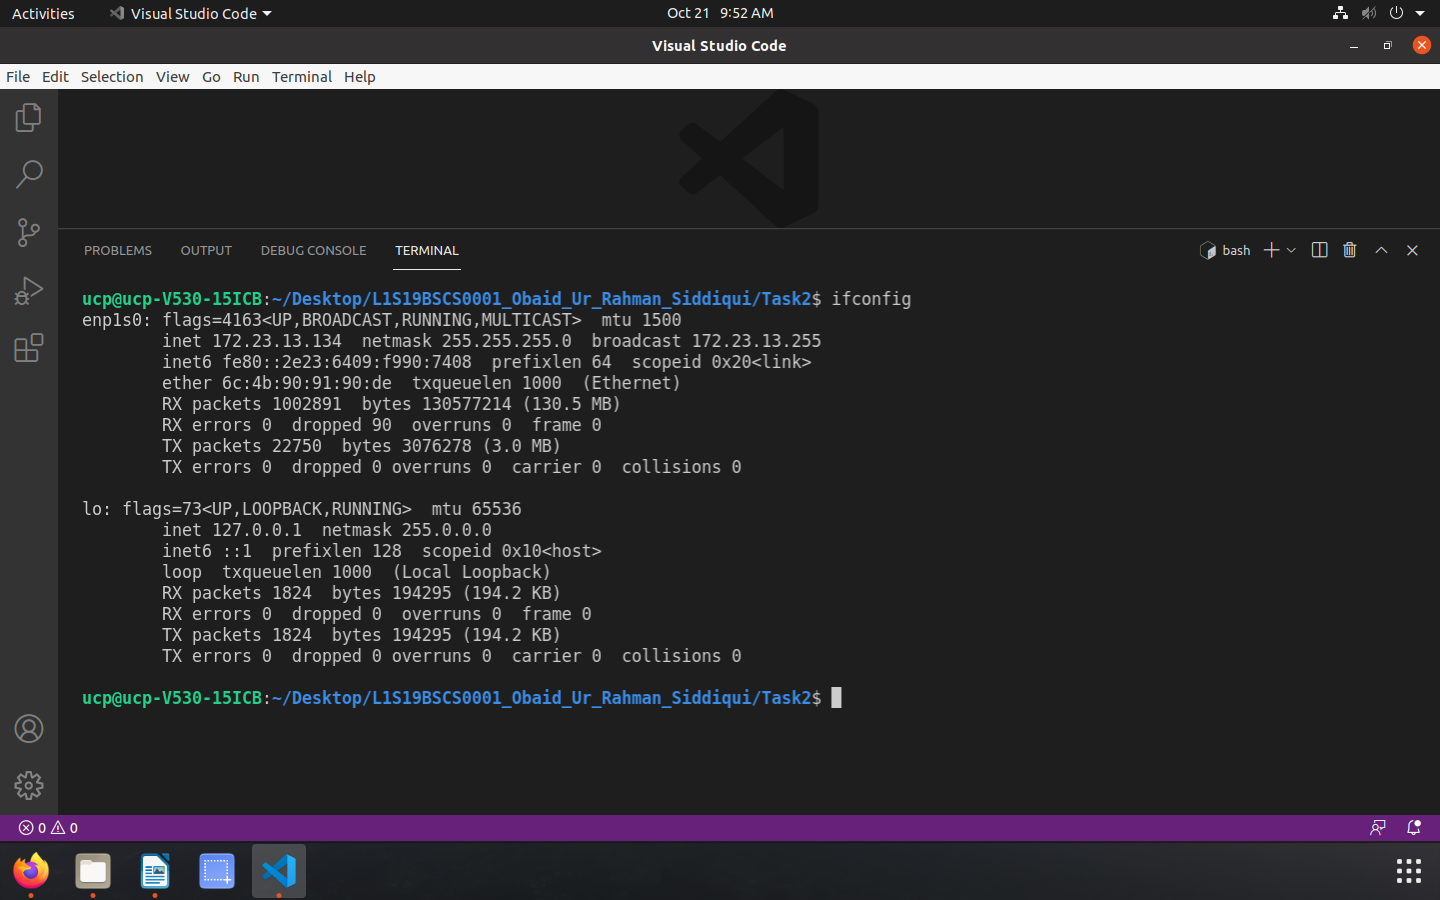 Activities Visual Studio Code Oct 21 9:52 AM
Visual Studio Code
File Edit Selection View Go Run Terminal Help
PROBLEMS OUTPUT DEBUG CONSOLE TERMINAL bash
ucp@ucp-V530-15ICB:~/Desktop/L1S19BSCS0001_Obaid_Ur_Rahman_Siddiqui/Task2$ ifconfig
enp1s0: flags=4163<UP,BROADCAST,RUNNING,MULTICAST>  mtu 1500
        inet 172.23.13.134  netmask 255.255.255.0  broadcast 172.23.13.255
        inet6 fe80::2e23:6409:f990:7408  prefixlen 64  scopeid 0x20<link>
        ether 6c:4b:90:91:90:de  txqueuelen 1000  (Ethernet)
        RX packets 1002891  bytes 130577214 (130.5 MB)
        RX errors 0  dropped 90  overruns 0  frame 0
        TX packets 22750  bytes 3076278 (3.0 MB)
        TX errors 0  dropped 0 overruns 0  carrier 0  collisions 0
lo: flags=73<UP,LOOPBACK,RUNNING>  mtu 65536
        inet 127.0.0.1  netmask 255.0.0.0
        inet6 ::1  prefixlen 128  scopeid 0x10<host>
        loop  txqueuelen 1000  (Local Loopback)
        RX packets 1824  bytes 194295 (194.2 KB)
        RX errors 0  dropped 0  overruns 0  frame 0
        TX packets 1824  bytes 194295 (194.2 KB)
        TX errors 0  dropped 0 overruns 0  carrier 0  collisions 0
ucp@ucp-V530-15ICB:~/Desktop/L1S19BSCS0001_Obaid_Ur_Rahman_Siddiqui/Task2$
0 0